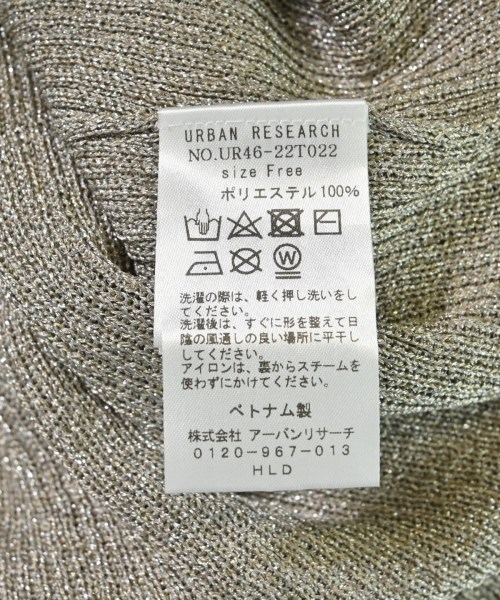 URBAN RESEARCH
NO.UR46-22T022
size Free
ポリエステル100%
W
洗濯の際は、軽く押し洗いをし
てください。
洗濯後は、すぐに形を整えて日
陰の風通しの良い場所に平干し
してください。
アイロンは、裏からスチームを
使わずにかけてください。
ベトナム製
株式会社 アーバンリサーチ
0120-967-013
HLD